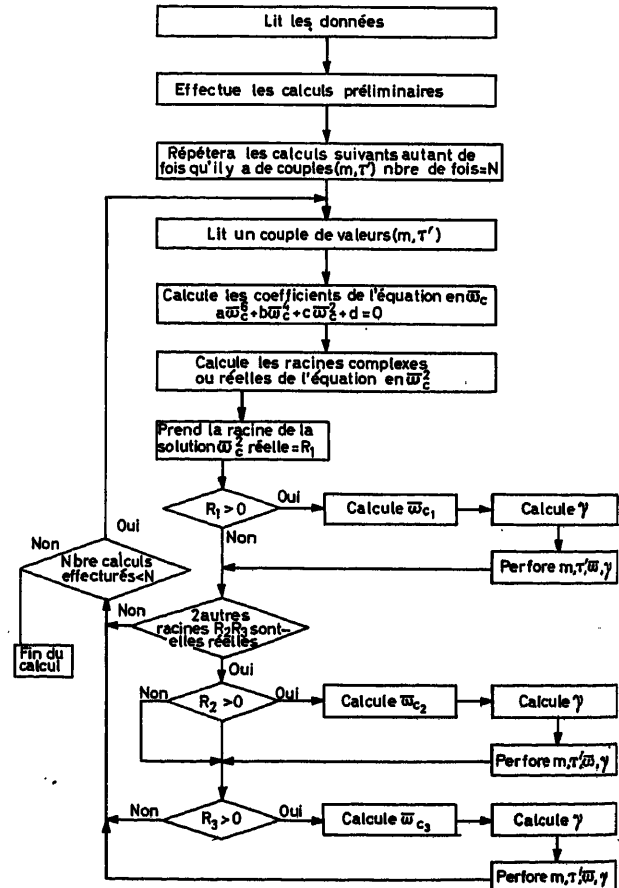 Lit les données
Effectue les calculs préliminaires
Répétera les calculs suivants autant de
fois qu'il y a de couples(m,τ') nbre de fois=N
Lit un couple de valeurs(m,τ')
Calcule les coefficients de l'équation en ϖc
aϖc⁶+bϖc⁴+cϖc²+d=0
Calcule les racines complexes
ou réelles de l'équation en ϖc²
Prend la racine de la
solution ϖc² réelle=R₁
R₁>0
Oui
Calcule ϖc₁
Calcule γ
Non
Perfore m,τ',ϖ,γ
Oui
Non
Nbre calculs
effecturés<N
Fin du
calcul
Non
2 autres
racines R₂R₃ sont-
elles réelles
Oui
Non
R₂>0
Oui
Calcule ϖc₂
Calcule γ
Perfore m,τ',ϖ,γ
Non
R₃>0
Oui
Calcule ϖc₃
Calcule γ
Perfore m,τ',ϖ,γ